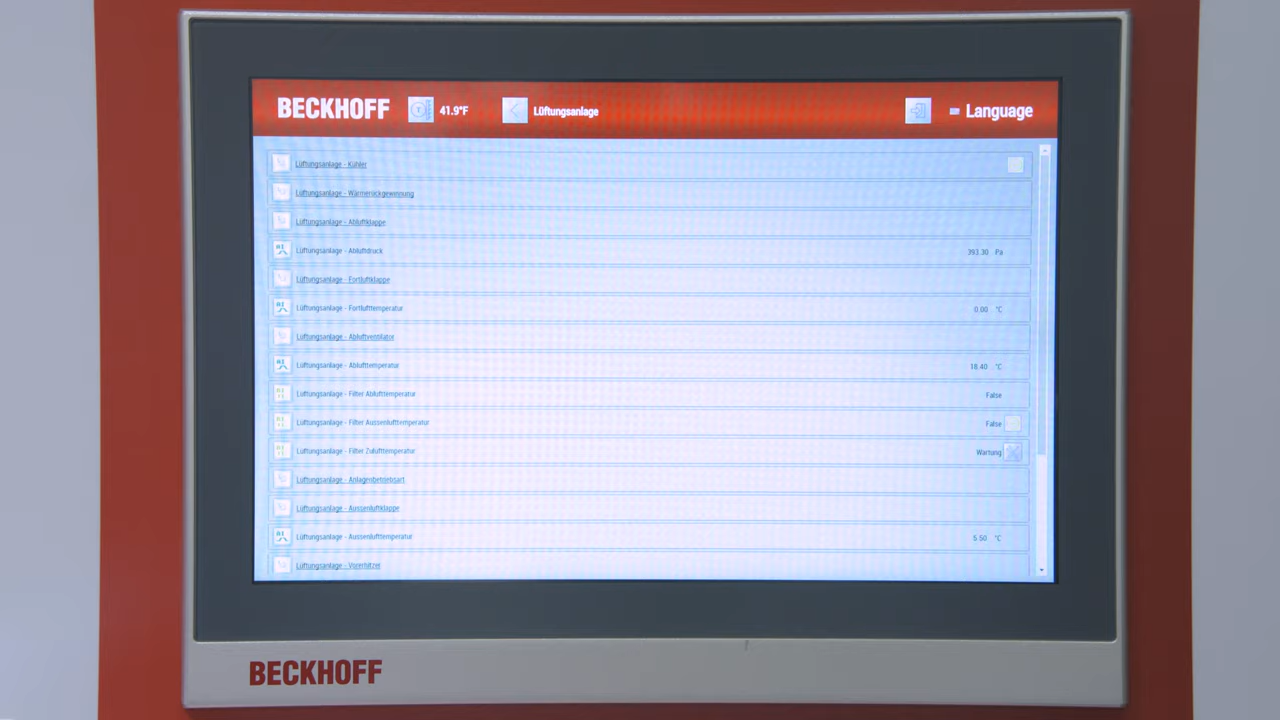 BECKHOFF 41.9°F Lüftungsanlage Language
Lüftungsanlage - Kühler
Lüftungsanlage - Wärmerückgewinnung
Lüftungsanlage - Abluftklappe
Lüftungsanlage - Abluftdruck 393.30 Pa
Lüftungsanlage - Fortluftklappe
Lüftungsanlage - Fortlufttemperatur 0.00 °C
Lüftungsanlage - Abluftventilator
Lüftungsanlage - Ablufttemperatur 18.40 °C
Lüftungsanlage - Filter Ablufttemperatur False
Lüftungsanlage - Filter Aussenlufttemperatur False
Lüftungsanlage - Filter Zulufttemperatur Wartung
Lüftungsanlage - Anlagenbetriebsart
Lüftungsanlage - Aussenluftklappe
Lüftungsanlage - Aussenlufttemperatur 5.50 °C
Lüftungsanlage - Vorerhitzer
BECKHOFF